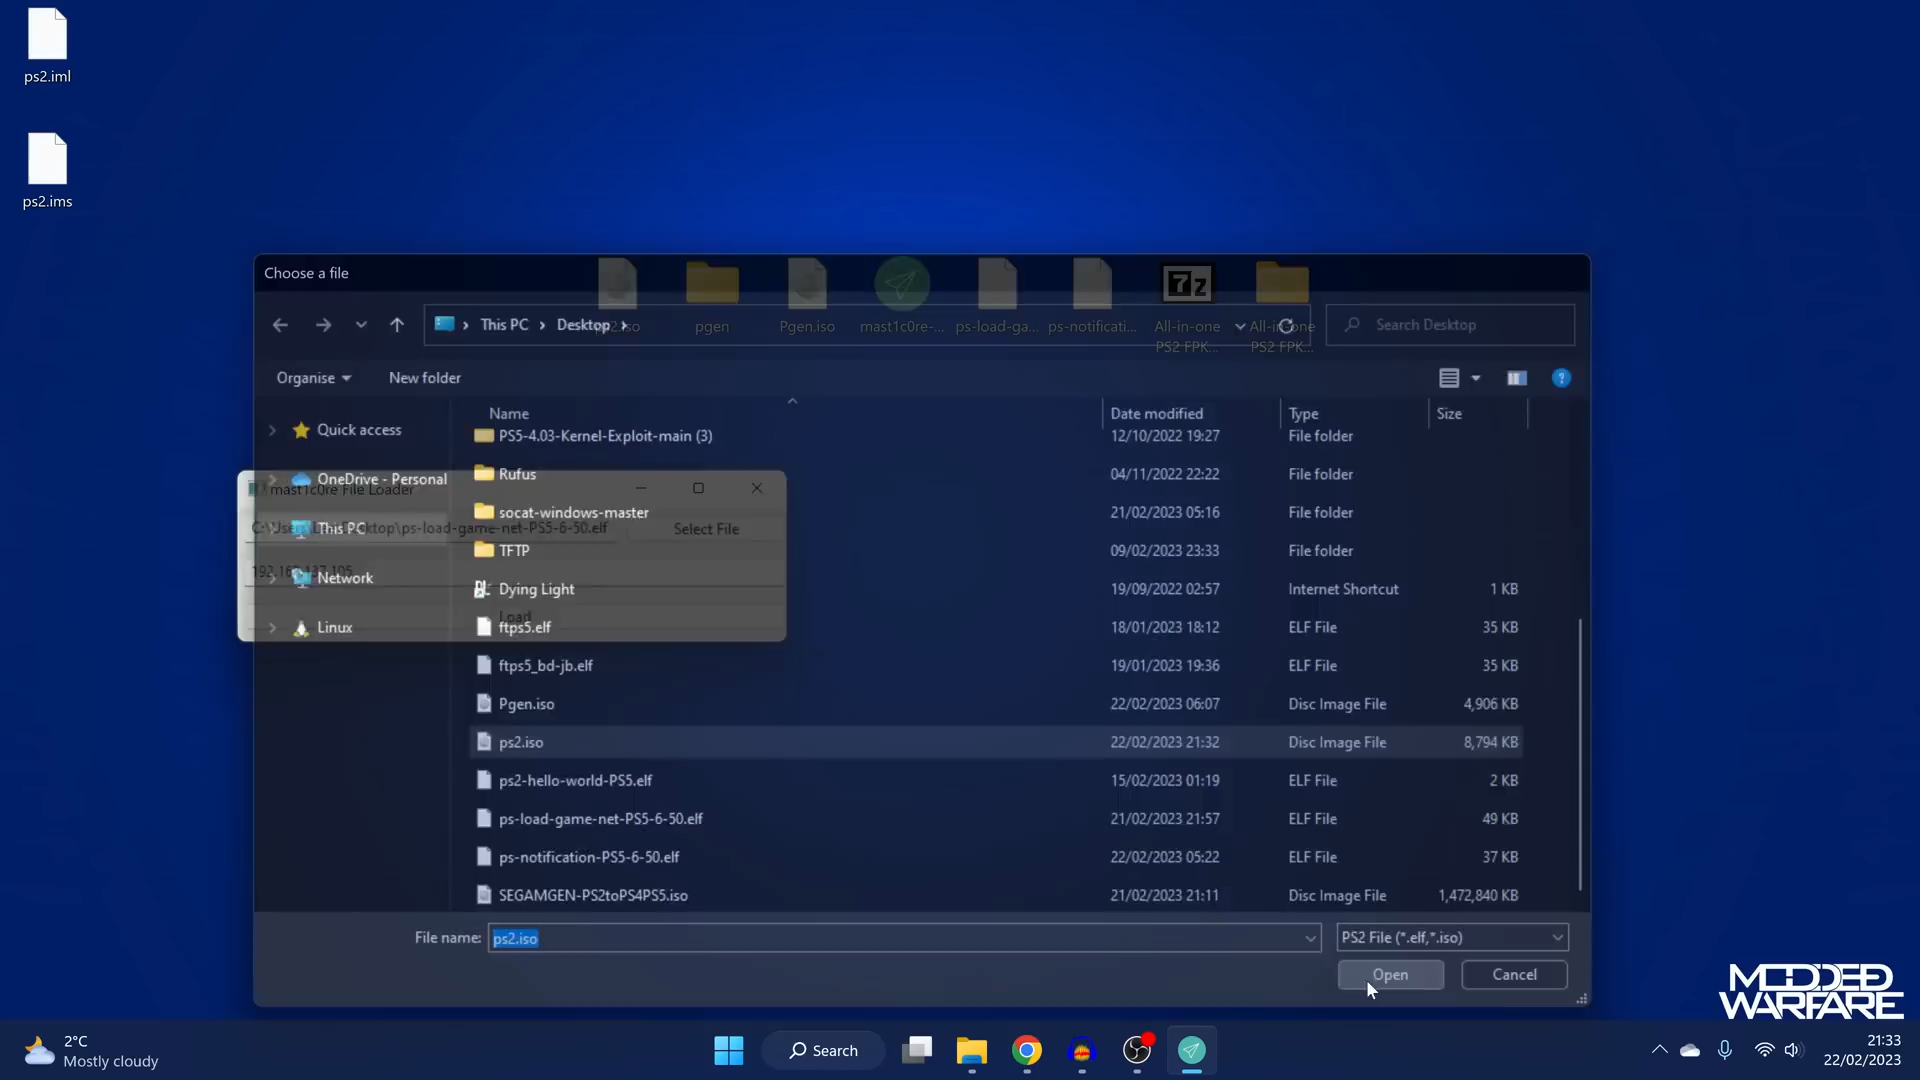 ps2.iml
ps2.ims
Choose a file
This PC
Desktop
pgen
Pgen.iso
mast1c0re-...
ps-load-ga...
ps-notificati...
All-in-one
PS2 FPK...
All-in-one
PS2 FPK...
Search Desktop
Organise
New folder
Name
Date modified
Type
Size
Quick access
OneDrive - Personal
This PC
Network
Linux
mast1c0re File Loader
Select File
Load
PS5-4.03-Kernel-Exploit-main (3) 12/10/2022 19:27 File folder
Rufus 04/11/2022 22:22 File folder
socat-windows-master 21/02/2023 05:16 File folder
TFTP 09/02/2023 23:33 File folder
Dying Light 19/09/2022 02:57 Internet Shortcut 1 KB
ftps5.elf 18/01/2023 18:12 ELF File 35 KB
ftps5_bd-jb.elf 19/01/2023 19:36 ELF File 35 KB
Pgen.iso 22/02/2023 06:07 Disc Image File 4,906 KB
ps2.iso 22/02/2023 21:32 Disc Image File 8,794 KB
ps2-hello-world-PS5.elf 15/02/2023 01:19 ELF File 2 KB
ps-load-game-net-PS5-6-50.elf 21/02/2023 21:57 ELF File 49 KB
ps-notification-PS5-6-50.elf 22/02/2023 05:22 ELF File 37 KB
SEGAMGEN-PS2toPS4PS5.iso 21/02/2023 21:11 Disc Image File 1,472,840 KB
File name: ps2.iso
PS2 File (*.elf,*.iso)
Open
Cancel
MODDED
WARFARE
2°C
Mostly cloudy
Search
21:33
22/02/2023